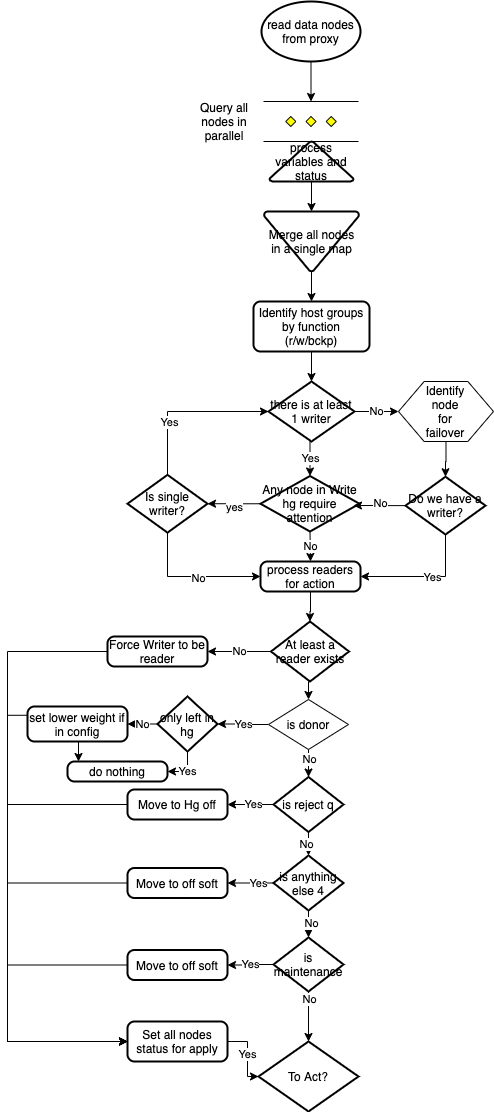 read data nodes
from proxy
Query all
nodes in
parallel
process
variables and
status
Merge all nodes
in a single map
Identify host groups
by function
(r/w/bckp)
there is at least
1 writer
No
Identify
node
for
failover
Yes
Yes
Is single
writer?
yes
Any node in Write
hg require
attention
No
Do we have a
writer?
No
No
process readers
for action
Yes
Force Writer to be
reader
No
At least a
reader exists
set lower weight if
in config
No
only left in
hg
Yes
is donor
do nothing
Yes
No
Move to Hg off
Yes
is reject q
No
Move to off soft
Yes
is anything
else 4
No
Move to off soft
Yes
is
maintenance
No
Set all nodes
status for apply
Yes
To Act?